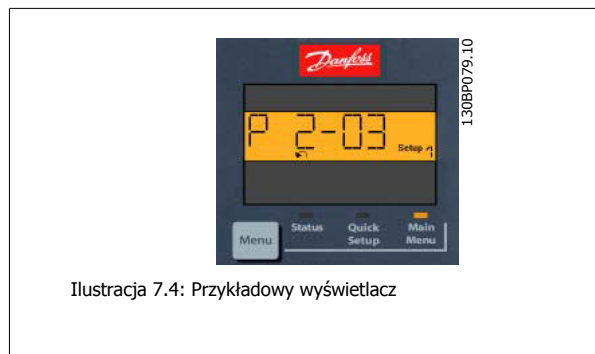 Danfoss
130BP079.10
P 2-03
Setup 1
Menu
Status
Quick Setup
Main Menu
Ilustracja 7.4: Przykładowy wyświetlacz